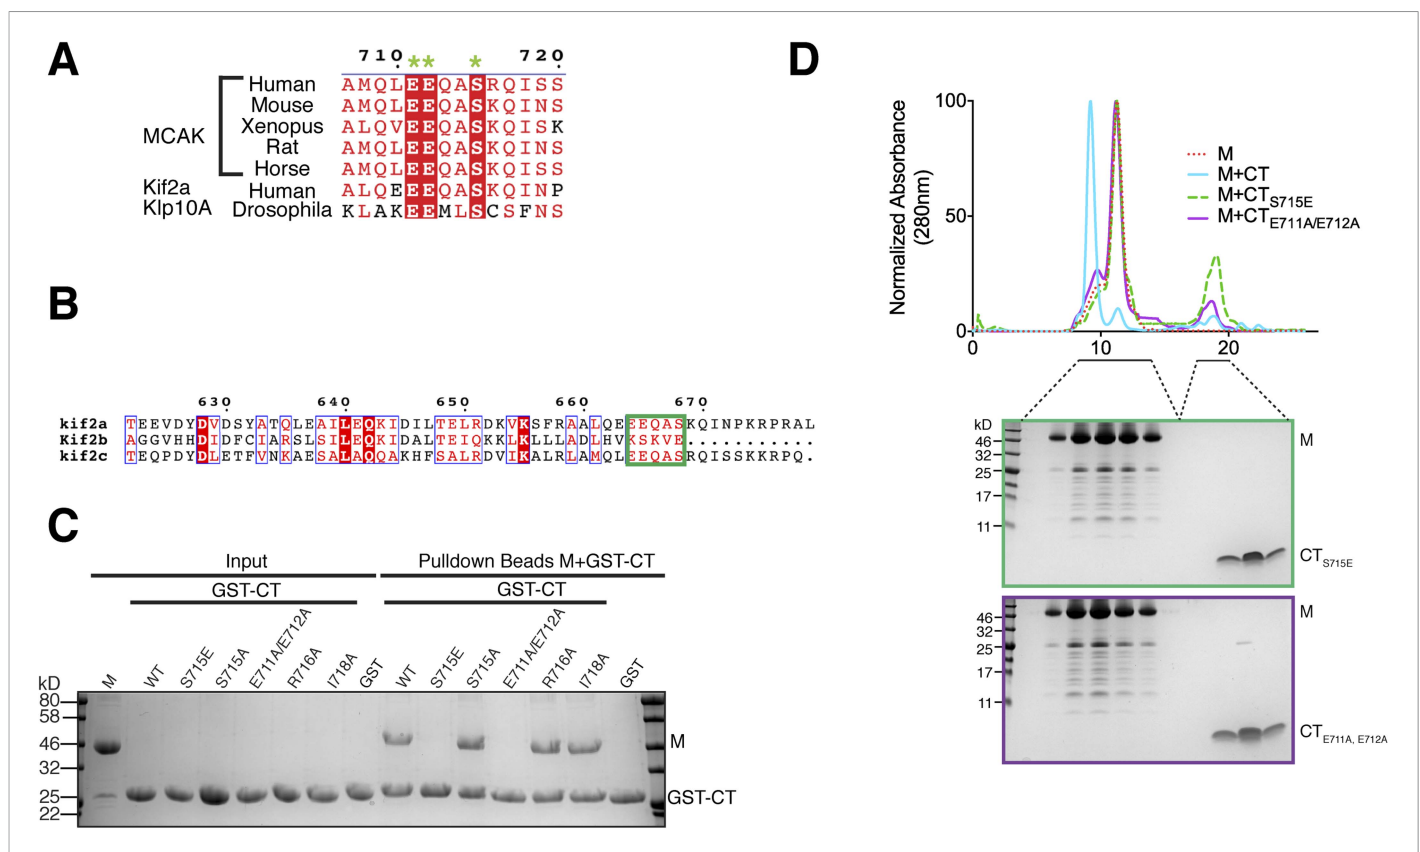 A
710 720
** *
MCAK
Human AMQLEEQASRQISS
Mouse AMQLEEQASKQINS
Xenopus ALQVEEQASKQISK
Rat AMQLEEQASKQINS
Horse AMQLEEQASKQISS
Kif2a Human ALQEEEQASKQINP
Klp10A Drosophila KLAKEEMLSCSFNS
B
630 640 650 660 670
kif2a TEEVDYDVDSYATQLEAILEQKIDILTELRDKVKSFRAALQEEEQASKQINPKRPRAL
Kif2b AGGVHHDIDFCIARSLSILEQKIDALTEIQKKLKLLLADLHVKSKVE...........
kif2c TEQPDYDLETFVNKAESALAQQAKHFSALRDVIKALRLAMQLEEQASRQISSKKRPQ.
C
Input Pulldown Beads M+GST-CT
GST-CT GST-CT
M WT S715E S715A E711A/E712A R716A I718A GST WT S715E S715A E711A/E712A R716A I718A GST
kD
80
58
46 M
32
25 GST-CT
22
D
Normalized Absorbance
(280nm)
100
50
0
0 10 20
M
M+CT
M+CTS715E
M+CTE711A/E712A
kD
46 M
32
25
17
11
CTS715E
46 M
32
25
17
11
CTE711A, E712A